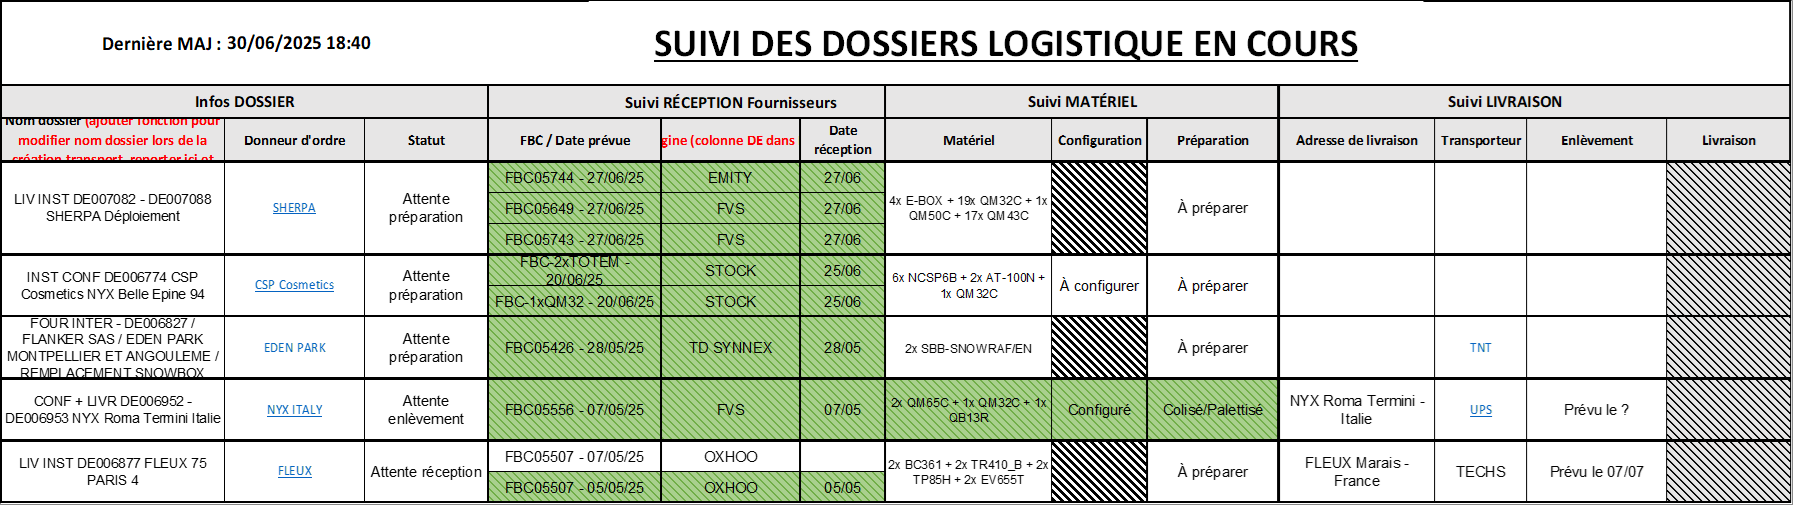 Dernière MAJ : 30/06/2025 18:40
SUIVI DES DOSSIERS LOGISTIQUE EN COURS
Infos DOSSIER
Suivi RÉCEPTION Fournisseurs
Suivi MATÉRIEL
Suivi LIVRAISON
Nom dossier (ajouter fonction pour
modifier nom dossier lors de la
création transport, reporter ici et
Donneur d'ordre
Statut
FBC / Date prévue
gine (colonne DE dans
Date
réception
Matériel
Configuration
Préparation
Adresse de livraison
Transporteur
Enlèvement
Livraison
LIV INST DE007082 - DE007088
SHERPA Déploiement
SHERPA
Attente
préparation
FBC05744 - 27/06/25
EMITY
27/06
FBC05649 - 27/06/25
FVS
27/06
FBC05743 - 27/06/25
FVS
27/06
4x E-BOX + 19x QM32C + 1x
QM50C + 17x QM43C
À préparer
INST CONF DE006774 CSP
Cosmetics NYX Belle Epine 94
CSP Cosmetics
Attente
préparation
FBC-2xTOTEM -
20/06/25
STOCK
25/06
FBC-1xQM32 - 20/06/25
STOCK
25/06
6x NCSP6B + 2x AT-100N +
1x QM32C
À configurer
À préparer
FOUR INTER - DE006827 /
FLANKER SAS / EDEN PARK
MONTPELLIER ET ANGOULEME /
REMPLACEMENT SNOWBOX
EDEN PARK
Attente
préparation
FBC05426 - 28/05/25
TD SYNNEX
28/05
2x SBB-SNOWRAF/EN
À préparer
TNT
CONF + LIVR DE006952 -
DE006953 NYX Roma Termini Italie
NYX ITALY
Attente
enlèvement
FBC05556 - 07/05/25
FVS
07/05
2x QM65C + 1x QM32C + 1x
QB13R
Configuré
Colisé/Palettisé
NYX Roma Termini -
Italie
UPS
Prévu le ?
LIV INST DE006877 FLEUX 75
PARIS 4
FLEUX
Attente réception
FBC05507 - 07/05/25
OXHOO
FBC05507 - 05/05/25
OXHOO
05/05
2x BC361 + 2x TR410_B + 2x
TP85H + 2x EV655T
À préparer
FLEUX Marais -
France
TECHS
Prévu le 07/07